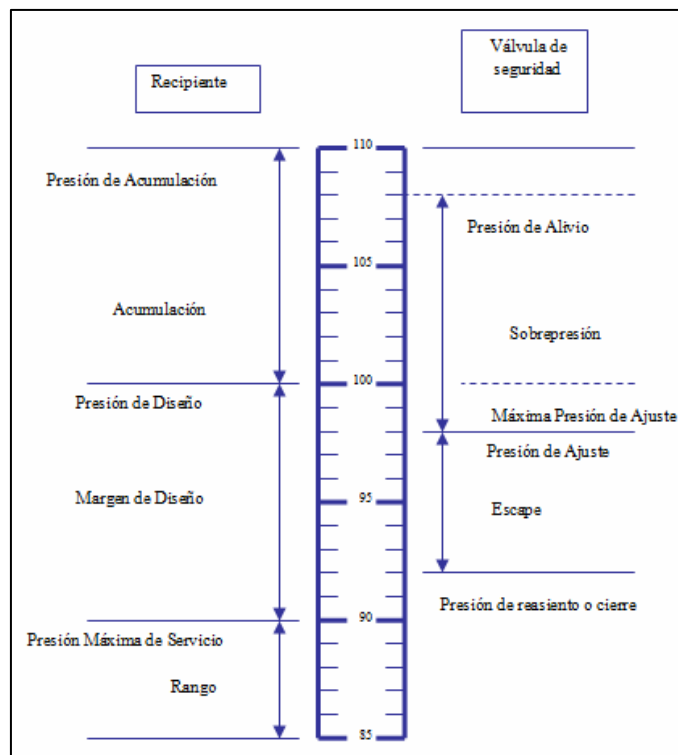 Recipiente
Válvula de
seguridad
110
Presión de Acumulación
Presión de Alivio
105
Acumulación
Sobrepresión
100
Presión de Diseño
Máxima Presión de Ajuste
Presión de Ajuste
Margen de Diseño
95
Escape
Presión de reasiento o cierre
90
Presión Máxima de Servicio
Rango
85